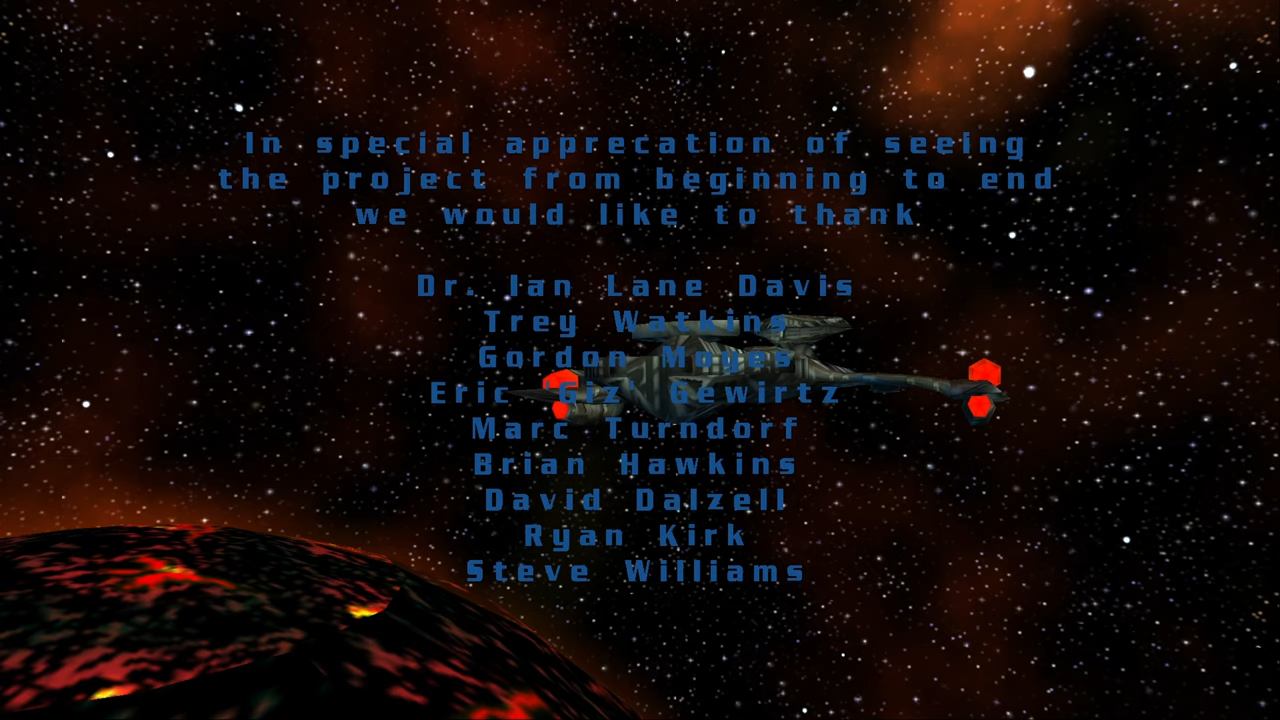 In special apprecation of seeing
the project from beginning to end
we would like to thank
Dr. Ian Lane Davis
Trey Watkins
Gordon Moyes
Eric 'Giz' Gewirtz
Marc Turndorf
Brian Hawkins
David Dalzell
Ryan Kirk
Steve Williams